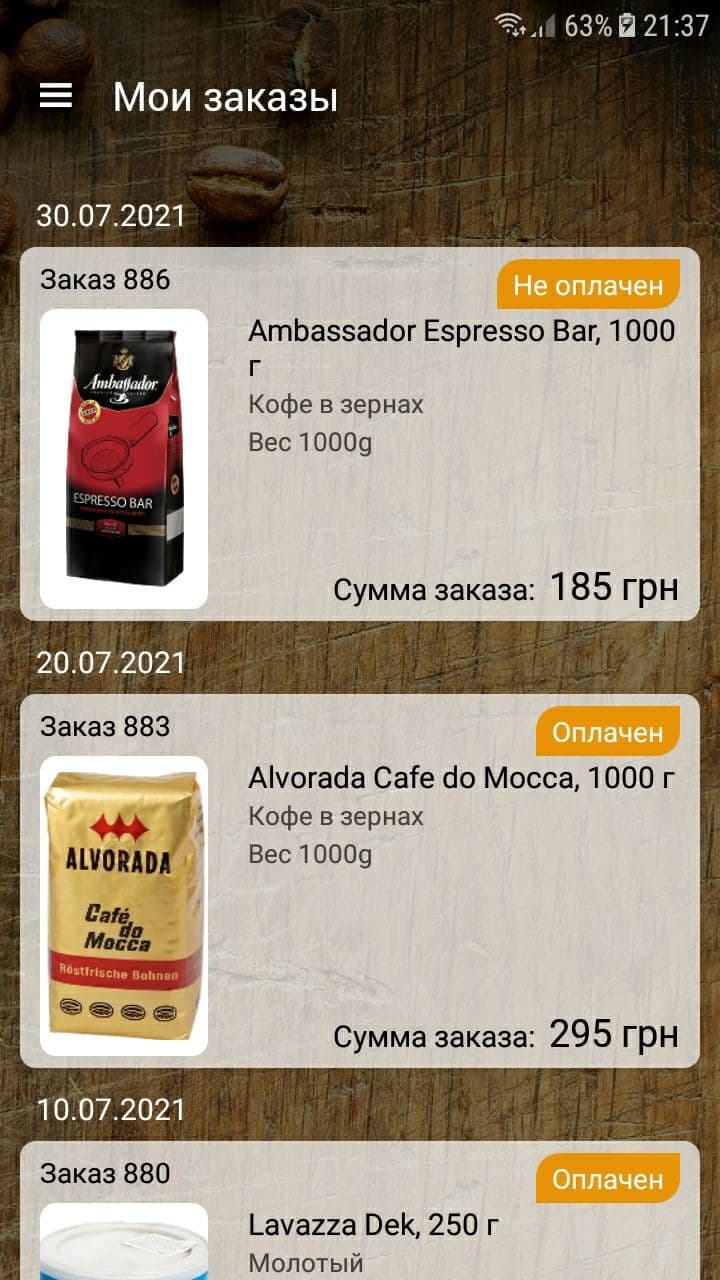 63% 21:37
Мои заказы
30.07.2021
Заказ 886
Не оплачен
Ambassador
ESPRESSO BAR
Ambassador Espresso Bar, 1000
г
Кофе в зернах
Вес 1000g
Сумма заказа: 185 грн
20.07.2021
Заказ 883
Оплачен
ALVORADA
Café
do
Mocca
Röstfrische Bohnen
Alvorada Cafe do Mocca, 1000 г
Кофе в зернах
Вес 1000g
Сумма заказа: 295 грн
10.07.2021
Заказ 880
Оплачен
Lavazza Dek, 250 г
Молотый